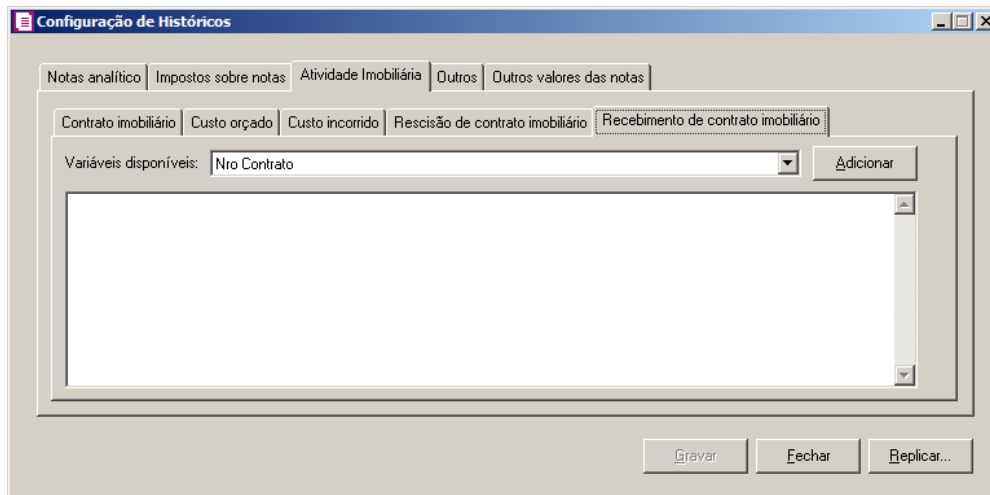 Configuração de Históricos
Notas analítico Impostos sobre notas Atividade Imobiliária Outros Outros valores das notas
Contrato imobiliário Custo orçado Custo incorrido Rescisão de contrato imobiliário Recebimento de contrato imobiliário
Variáveis disponíveis: Nro Contrato Adicionar
Gravar Fechar Replicar...